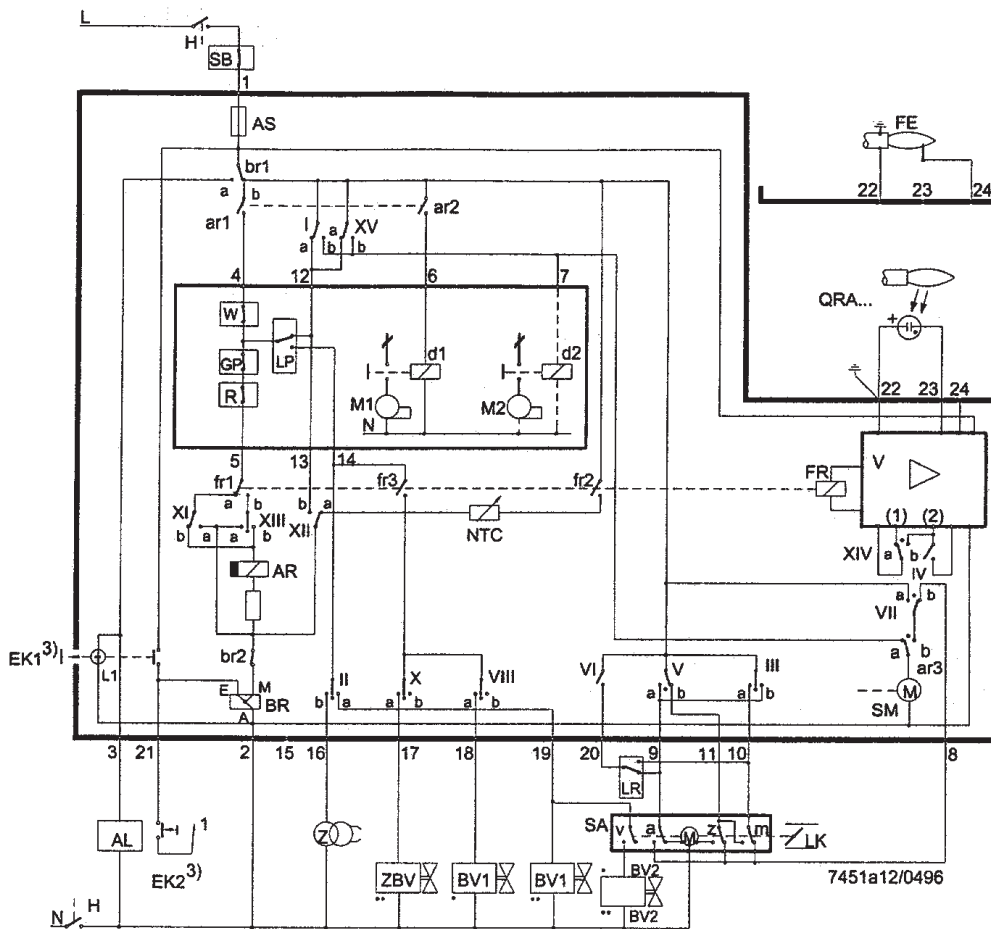 L
H
SB
1
AS
FE
br1
22 23 24
a b
ar1 ar2
I a XV
a b b
4 12 6 7
QRA...
+
W
LP
d1 d2
GP
22 23 24
R
M1 M2
N
V
5 13 14
FR
fr1 fr3 fr2
a b b a
XI XIII XII
b a a b
NTC
(1) (2)
XIV a b
IV
AR
a b
VII
EK1 3)
L1
br2
b
a ar3
E M
BR
A
II X VIII
b a a b a b
VI V III
a b a b
M
SM
3 21 2 15 16 17 18 19 20 9 11 10 8
LR
AL
1
EK2 3)
Z
SA v a M z m
LK
ZBV BV1 BV1 BV2
BV2
7451a12/0496
N H